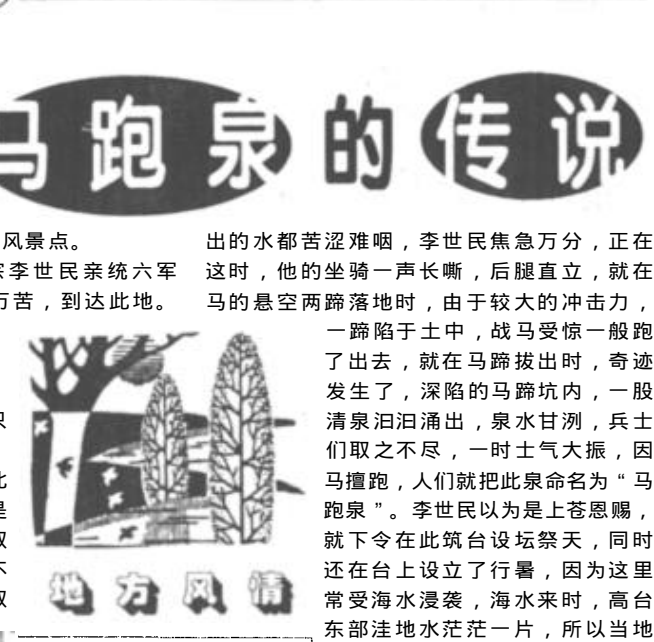 马跑泉的传说
风景点。
李世民亲统六军
万苦，到达此地。
地方风情
出的水都苦涩难咽，李世民焦急万分，正在
这时，他的坐骑一声长嘶，后腿直立，就在
马的悬空两蹄落地时，由于较大的冲击力，
一蹄陷于土中，战马受惊一般跑
了出去，就在马蹄拔出时，奇迹
发生了，深陷的马蹄坑内，一股
清泉汩汩涌出，泉水甘洌，兵士
们取之不尽，一时士气大振，因
马擅跑，人们就把此泉命名为“马
跑泉”。李世民以为是上苍恩赐，
就下令在此筑台设坛祭天，同时
还在台上设立了行暑，因为这里
常受海水浸袭，海水来时，高台
东部洼地水茫茫一片，所以当地